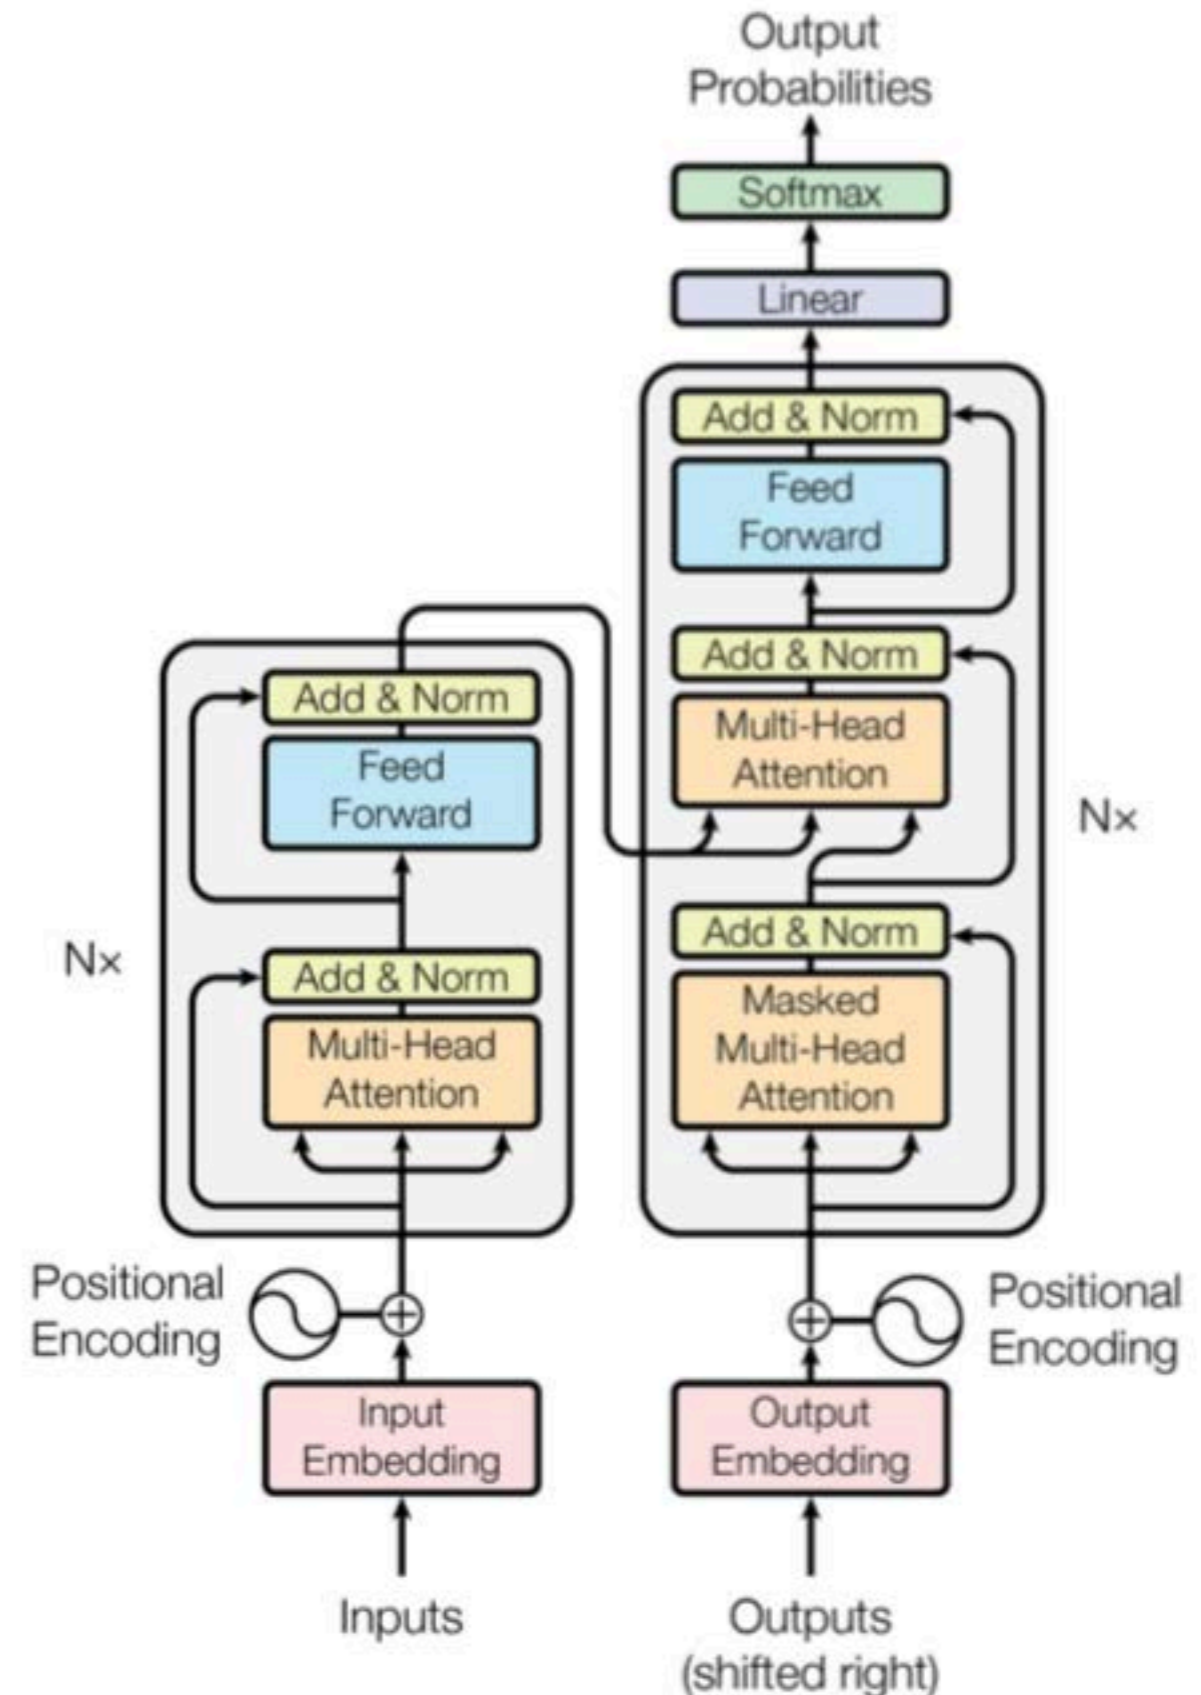 Output
Probabilities
Softmax
Linear
Add & Norm
Feed
Forward
Add & Norm
Multi-Head
Attention
Add & Norm
Masked
Multi-Head
Attention
Nx
Positional
Encoding
Output
Embedding
Outputs
(shifted right)
Add & Norm
Feed
Forward
Add & Norm
Multi-Head
Attention
Nx
Positional
Encoding
Input
Embedding
Inputs